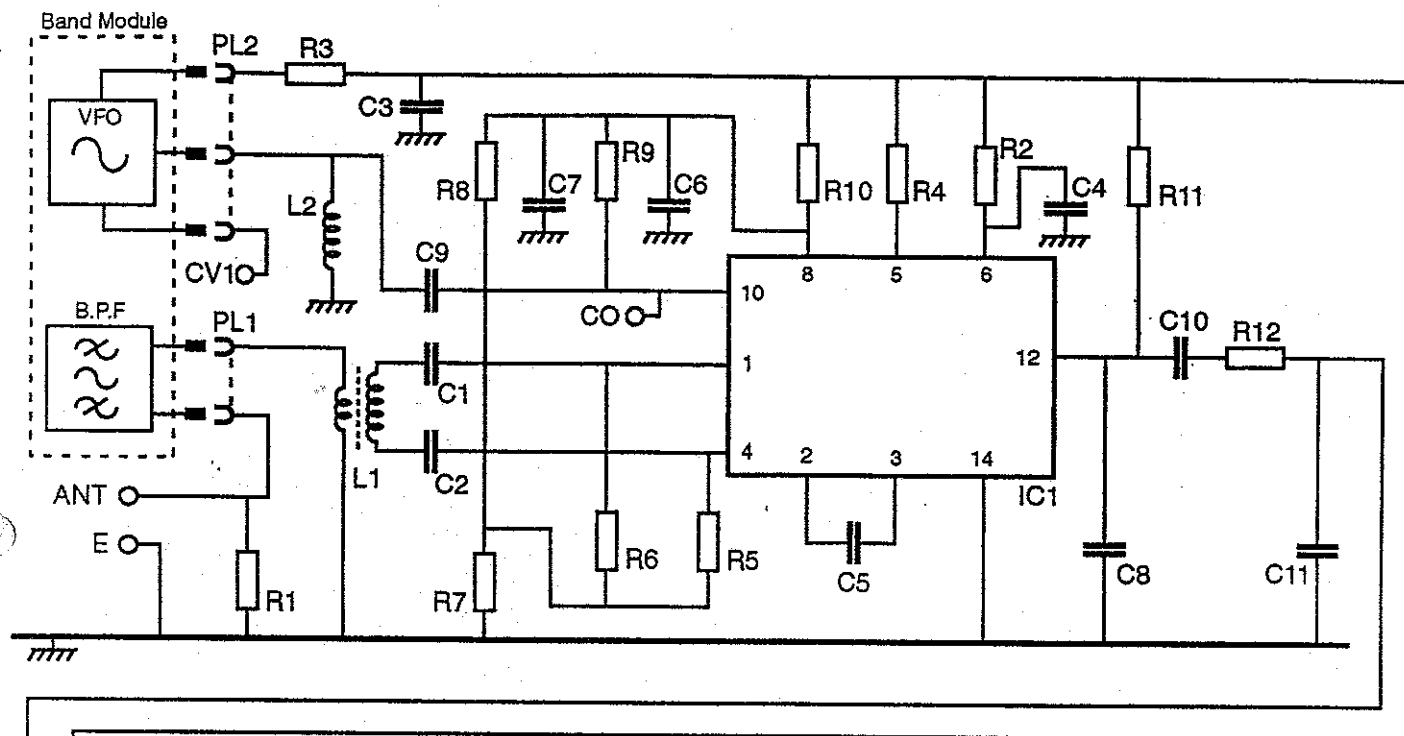 Band Module
PL2
R3
VFO
C3
R9
R2
R8
C7
C6
R10
R4
C4
R11
L2
C9
CV1
8
5
6
10
CO
B.P.F
PL1
C10
R12
1
12
C1
4
2
3
14
L1
C2
IC1
ANT
E
R1
R7
R6
R5
C5
C8
C11